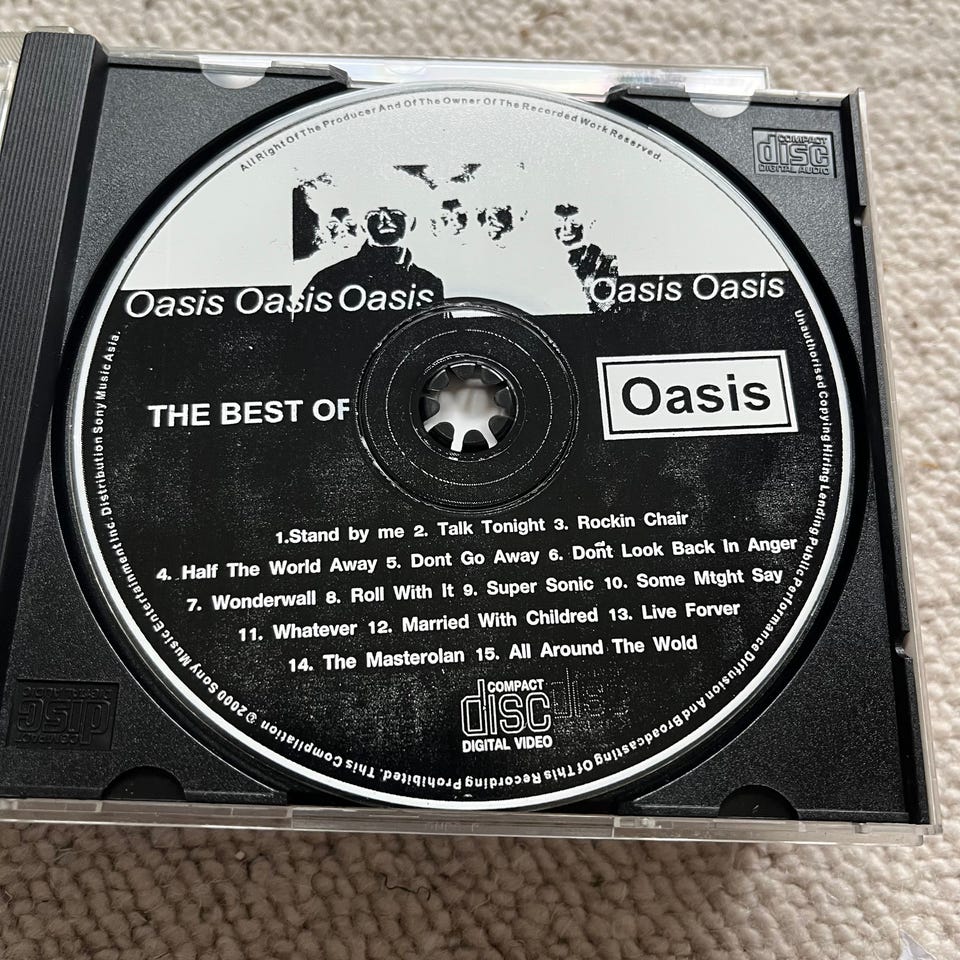 All Right Of The Producer And Of The Owner Of The Recorded Work Reserved.
COMPACT
disc
DIGITAL AUDIO
Oasis Oasis Oasis Oasis Oasis
THE BEST OF Oasis
1.Stand by me 2. Talk Tonight 3. Rockin Chair
4. Half The World Away 5. Dont Go Away 6. Don't Look Back In Anger
7. Wonderwall 8. Roll With It 9. Super Sonic 10. Some Mtght Say
11. Whatever 12. Married With Childred 13. Live Forver
14. The Masterolan 15. All Around The Wold
COMPACT
disc
DIGITAL VIDEO
Unauthorised Copying Hiring Lending Public Performance Diffusion And Broadcasting Of This Recording Prohibited. This Compilation ℗ 2000 Sony Music Entertainment Inc. Distribution Sony Music Asia.
COMPACT
disc
DIGITAL AUDIO